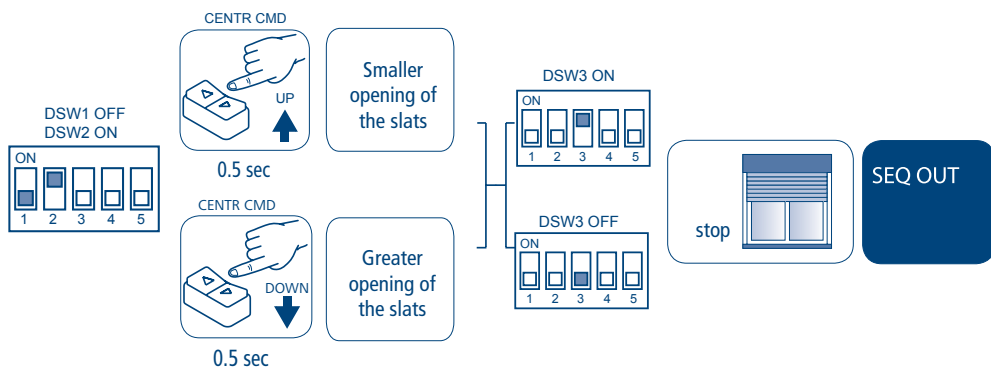 DSW1 OFF
DSW2 ON
ON
1 2 3 4 5
CENTR CMD
UP
0.5 sec
Smaller
opening of
the slats
CENTR CMD
DOWN
0.5 sec
Greater
opening of
the slats
DSW3 ON
ON
1 2 3 4 5
DSW3 OFF
ON
1 2 3 4 5
stop
SEQ OUT